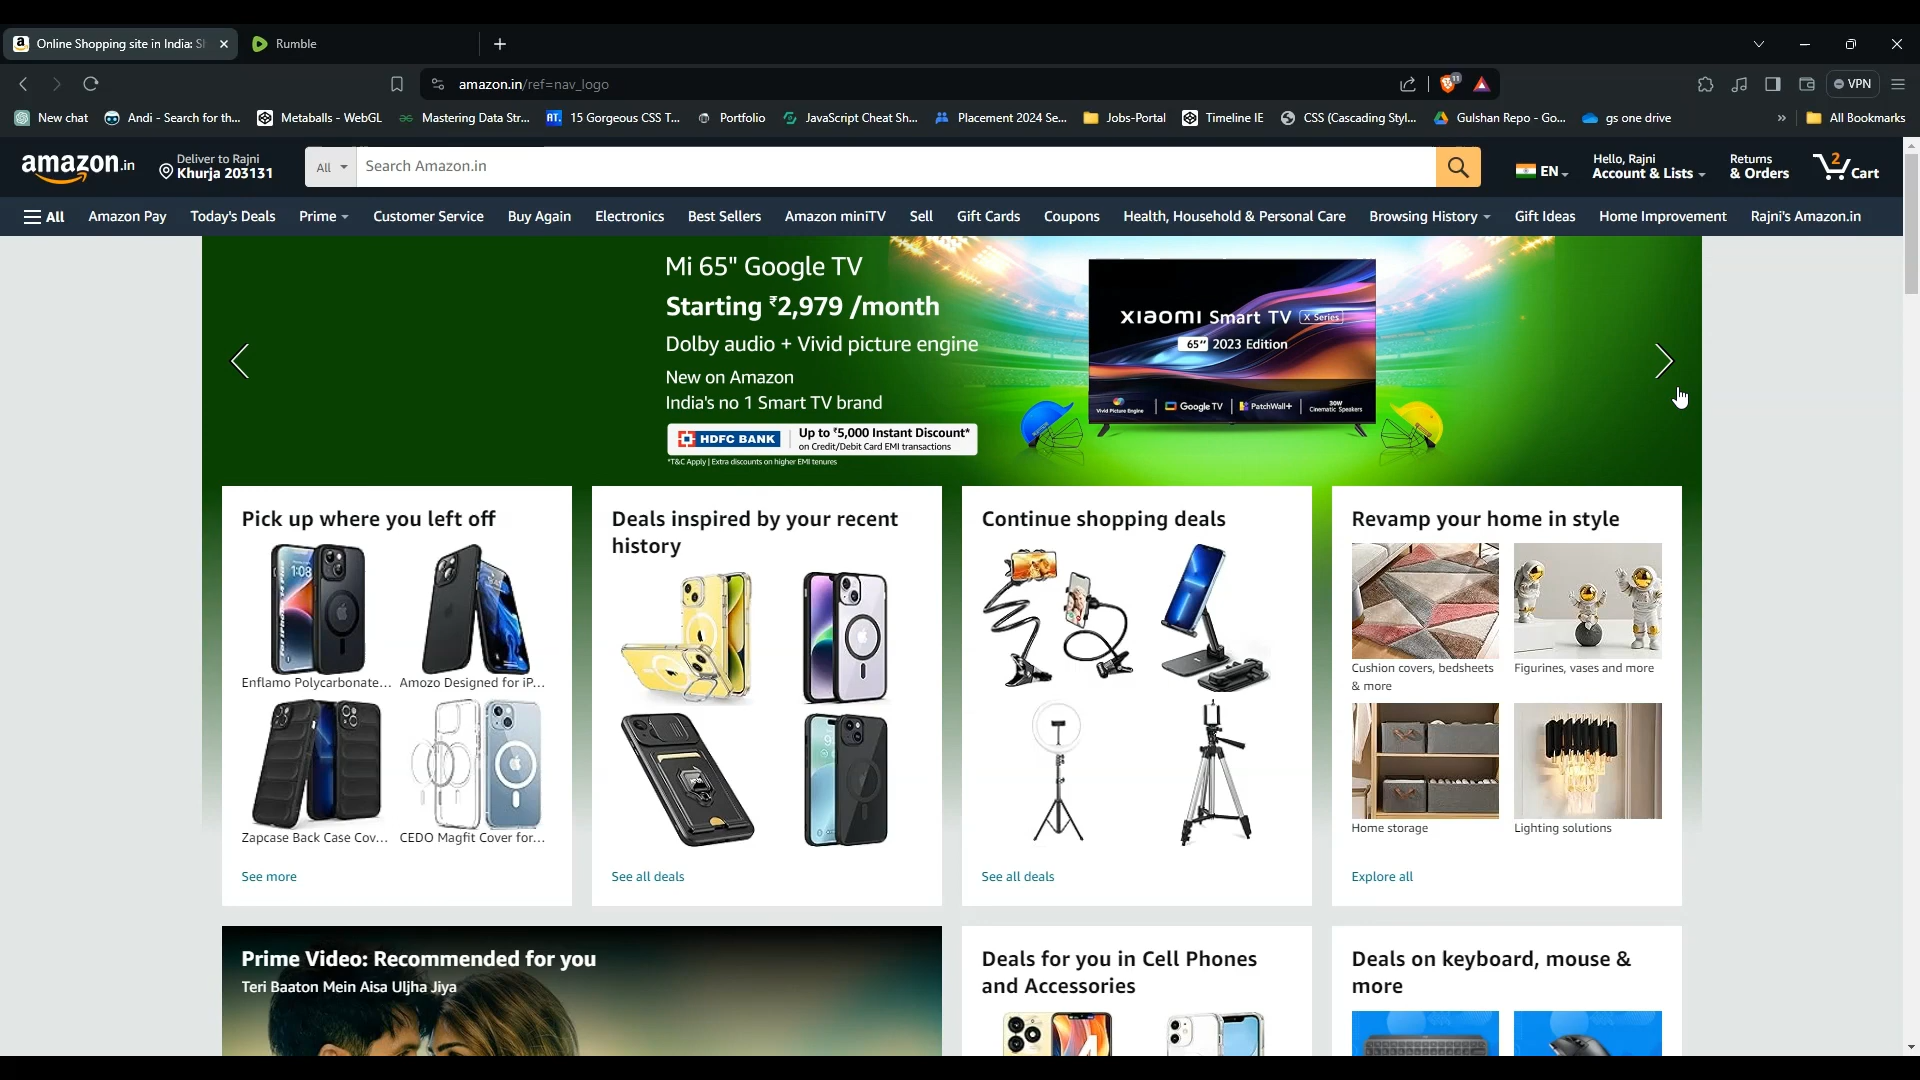 Online Shopping site in India: S
Rumble
amazon.in/ref=nav_logo
11
VPN
New chat
Andi - Search for th...
Metaballs - WebGL
Mastering Data Str...
15 Gorgeous CSS T...
Portfolio
JavaScript Cheat Sh...
Placement 2024 Se...
Jobs-Portal
Timeline IE
CSS (Cascading Styl...
Gulshan Repo - Go...
gs one drive
All Bookmarks
amazon.in
Deliver to Rajni
Khurja 203131
All
Search Amazon.in
EN
Hello, Rajni
Account & Lists
Returns
& Orders
2
Cart
All
Amazon Pay
Today's Deals
Prime
Customer Service
Buy Again
Electronics
Best Sellers
Amazon miniTV
Sell
Gift Cards
Coupons
Health, Household & Personal Care
Browsing History
Gift Ideas
Home Improvement
Rajni's Amazon.in
Mi 65" Google TV
Starting ₹2,979 /month
Dolby audio + Vivid picture engine
New on Amazon
India's no 1 Smart TV brand
HDFC BANK
Up to ₹5,000 Instant Discount*
on Credit/Debit Card EMI transactions
*T&C Apply | Extra discounts on higher EMI tenures
XIAOMI Smart TV X Series
65" 2023 Edition
Vivid Picture Engine
Google TV
PatchWall+
30W
Cinematic Speakers
Pick up where you left off
Enflamo Polycarbonate...
Amozo Designed for iP...
Zapcase Back Case Cov...
CEDO Magfit Cover for...
See more
Deals inspired by your recent
history
See all deals
Continue shopping deals
See all deals
Revamp your home in style
Cushion covers, bedsheets
& more
Figurines, vases and more
Home storage
Lighting solutions
Explore all
Prime Video: Recommended for you
Teri Baaton Mein Aisa Uljha Jiya
Deals for you in Cell Phones
and Accessories
Deals on keyboard, mouse &
more